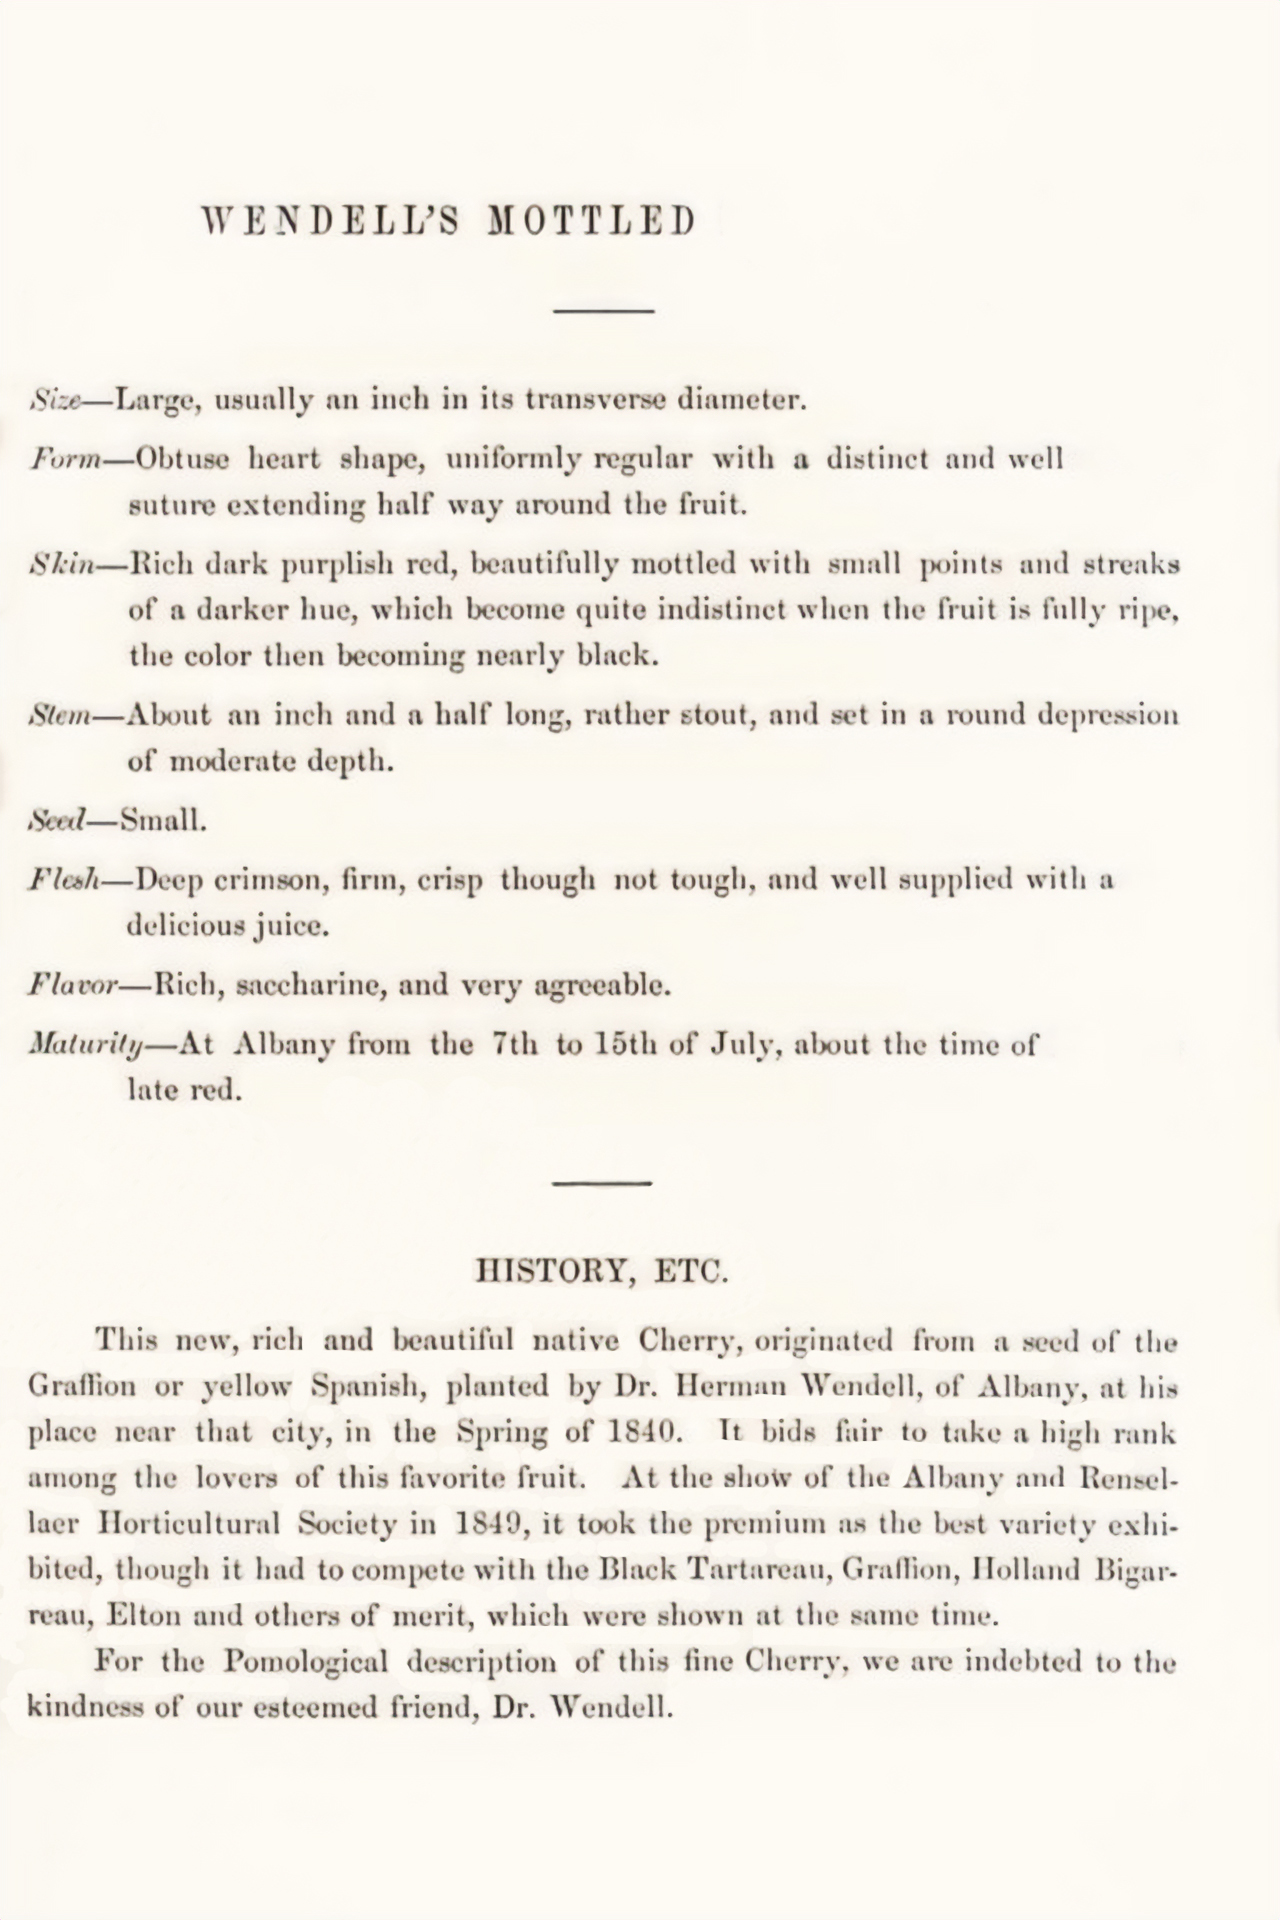 WENDELL'S MOTTLED
Size—Large, usually an inch in its transverse diameter.
Form—Obtuse heart shape, uniformly regular with a distinct and well
suture extending half way around the fruit.
Skin—Rich dark purplish red, beautifully mottled with small points and streaks
of a darker hue, which become quite indistinct when the fruit is fully ripe,
the color then becoming nearly black.
Stem—About an inch and a half long, rather stout, and set in a round depression
of moderate depth.
Seed—Small.
Flesh—Deep crimson, firm, crisp though not tough, and well supplied with a
delicious juice.
Flavor—Rich, saccharine, and very agreeable.
Maturity—At Albany from the 7th to 15th of July, about the time of
late red.
HISTORY, ETC.
This new, rich and beautiful native Cherry, originated from a seed of the
Graffion or yellow Spanish, planted by Dr. Herman Wendell, of Albany, at his
place near that city, in the Spring of 1840. It bids fair to take a high rank
among the lovers of this favorite fruit. At the show of the Albany and Rensel-
laer Horticultural Society in 1849, it took the premium as the best variety exhi-
bited, though it had to compete with the Black Tartareau, Graffion, Holland Bigar-
reau, Elton and others of merit, which were shown at the same time.
For the Pomological description of this fine Cherry, we are indebted to the
kindness of our esteemed friend, Dr. Wendell.